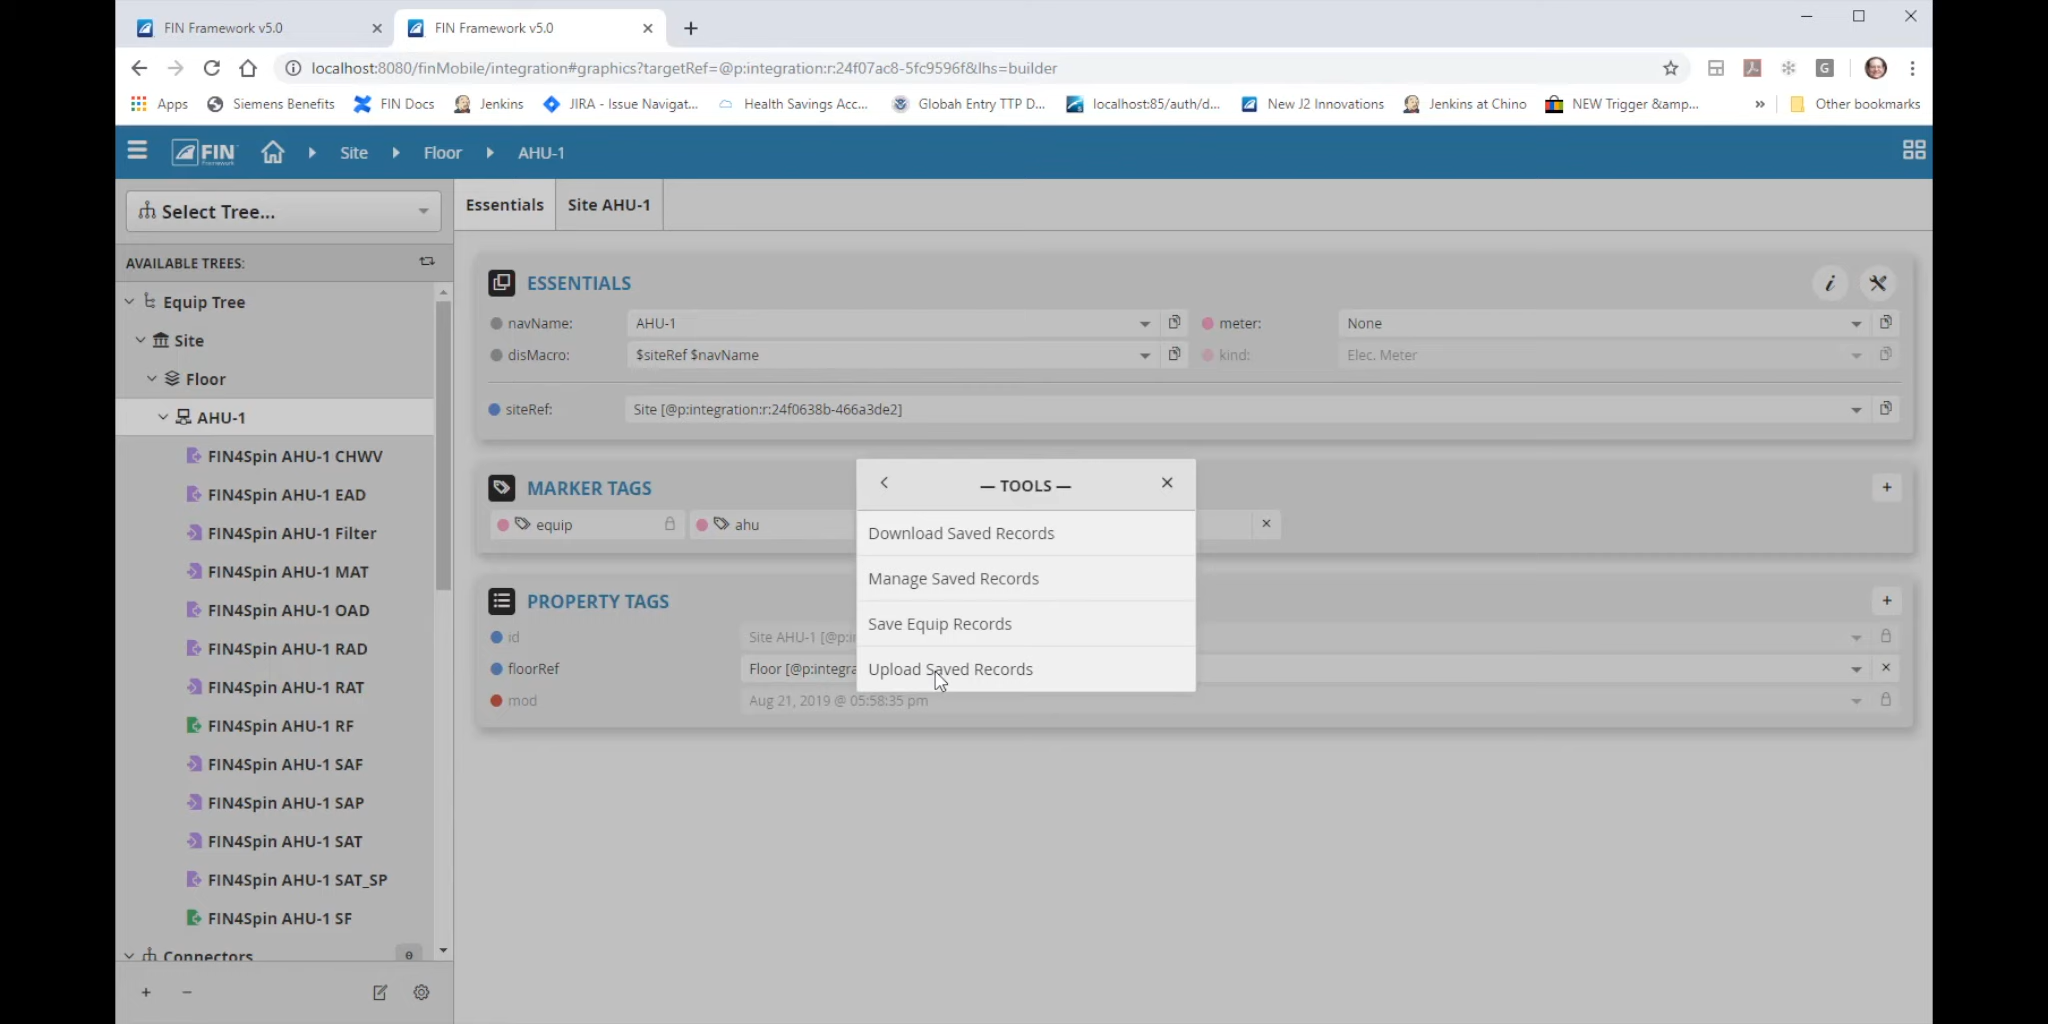 FIN Framework v5.0
FIN Framework v5.0
localhost:8080/finMobile/integration#graphics?targetRef=@p:integration:r:24f07ac8-5fc9596f&lhs=builder
Apps
Siemens Benefits
FIN Docs
Jenkins
JIRA - Issue Navigat...
Health Savings Acc...
Globah Entry TTP D...
localhost:85/auth/d...
New J2 Innovations
Jenkins at Chino
NEW Trigger &amp...
»
Other bookmarks
FIN
Framework
Site
Floor
AHU-1
Select Tree...
Essentials
Site AHU-1
AVAILABLE TREES:
Equip Tree
Site
Floor
AHU-1
FIN4Spin AHU-1 CHWV
FIN4Spin AHU-1 EAD
FIN4Spin AHU-1 Filter
FIN4Spin AHU-1 MAT
FIN4Spin AHU-1 OAD
FIN4Spin AHU-1 RAD
FIN4Spin AHU-1 RAT
FIN4Spin AHU-1 RF
FIN4Spin AHU-1 SAF
FIN4Spin AHU-1 SAP
FIN4Spin AHU-1 SAT
FIN4Spin AHU-1 SAT_SP
FIN4Spin AHU-1 SF
Connectors 0
ESSENTIALS
navName: AHU-1
meter: None
disMacro: $siteRef $navName
kind: Elec. Meter
siteRef: Site [@p:integration:r:24f0638b-466a3de2]
MARKER TAGS
equip
ahu
PROPERTY TAGS
id Site AHU-1 [@p:i
floorRef Floor [@p:integra
mod Aug 21, 2019 @ 05:58:35 pm
— TOOLS —
Download Saved Records
Manage Saved Records
Save Equip Records
Upload Saved Records